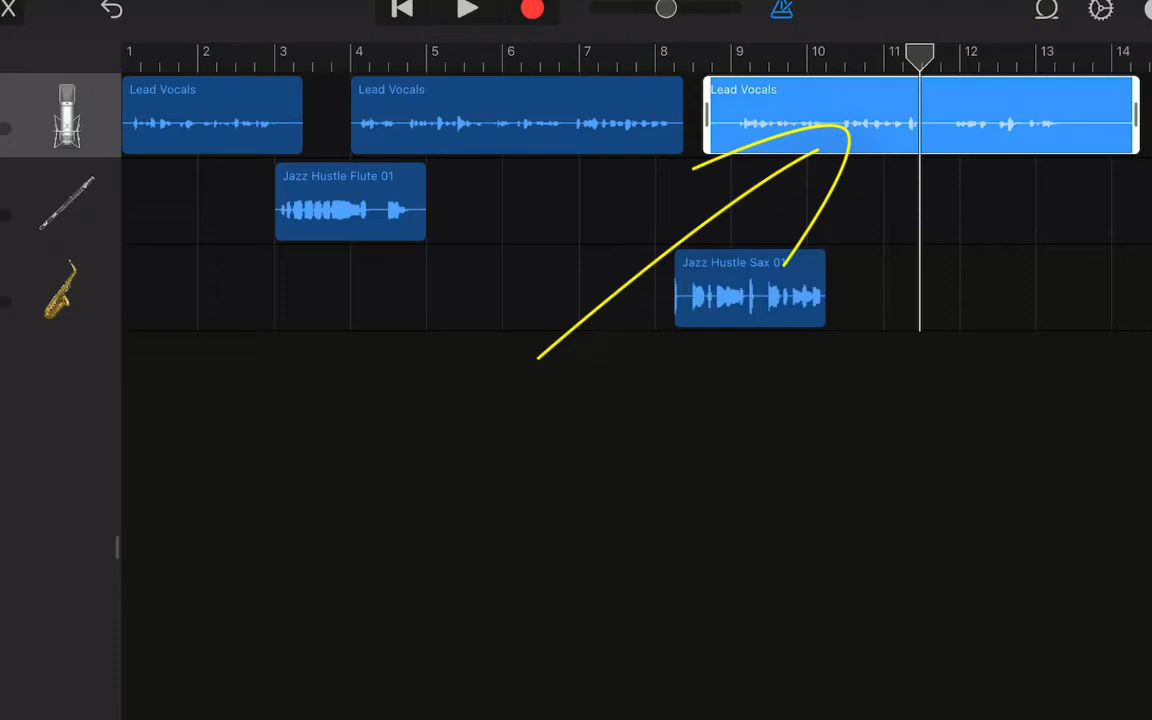 1 2 3 4 5 6 7 8 9 10 11 12 13 14
Lead Vocals Lead Vocals Lead Vocals
Jazz Hustle Flute 01
Jazz Hustle Sax 01